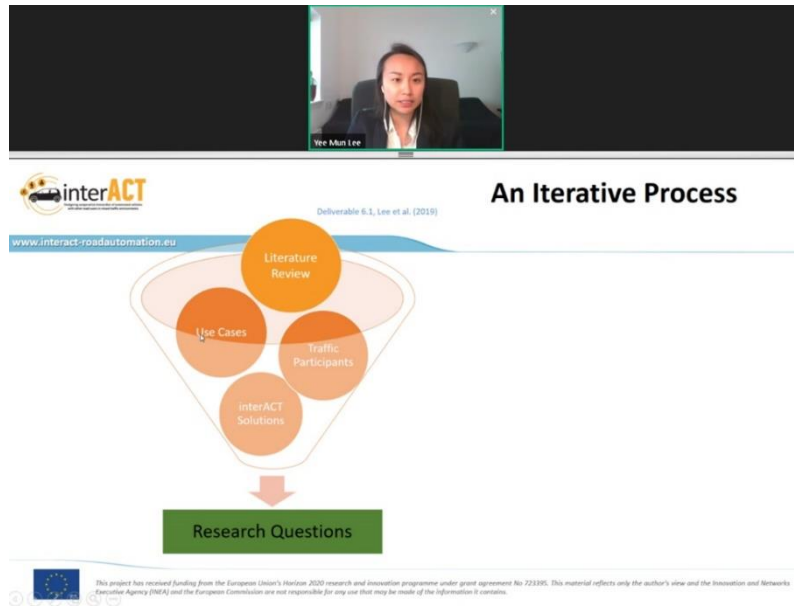 Yee Mun Lee
interACT
An Iterative Process
Deliverable 6.1, Lee et al. (2019)
www.interact-roadautomation.eu
Literature
Review
Use Cases
Traffic
Participants
interACT
Solutions
Research Questions
This project has received funding from the European Union's Horizon 2020 research and innovation programme under grant agreement No 723395. This material reflects only the author's view and the Innovation and Networks
Executive Agency (INEA) and the European Commission are not responsible for any use that may be made of the information it contains.